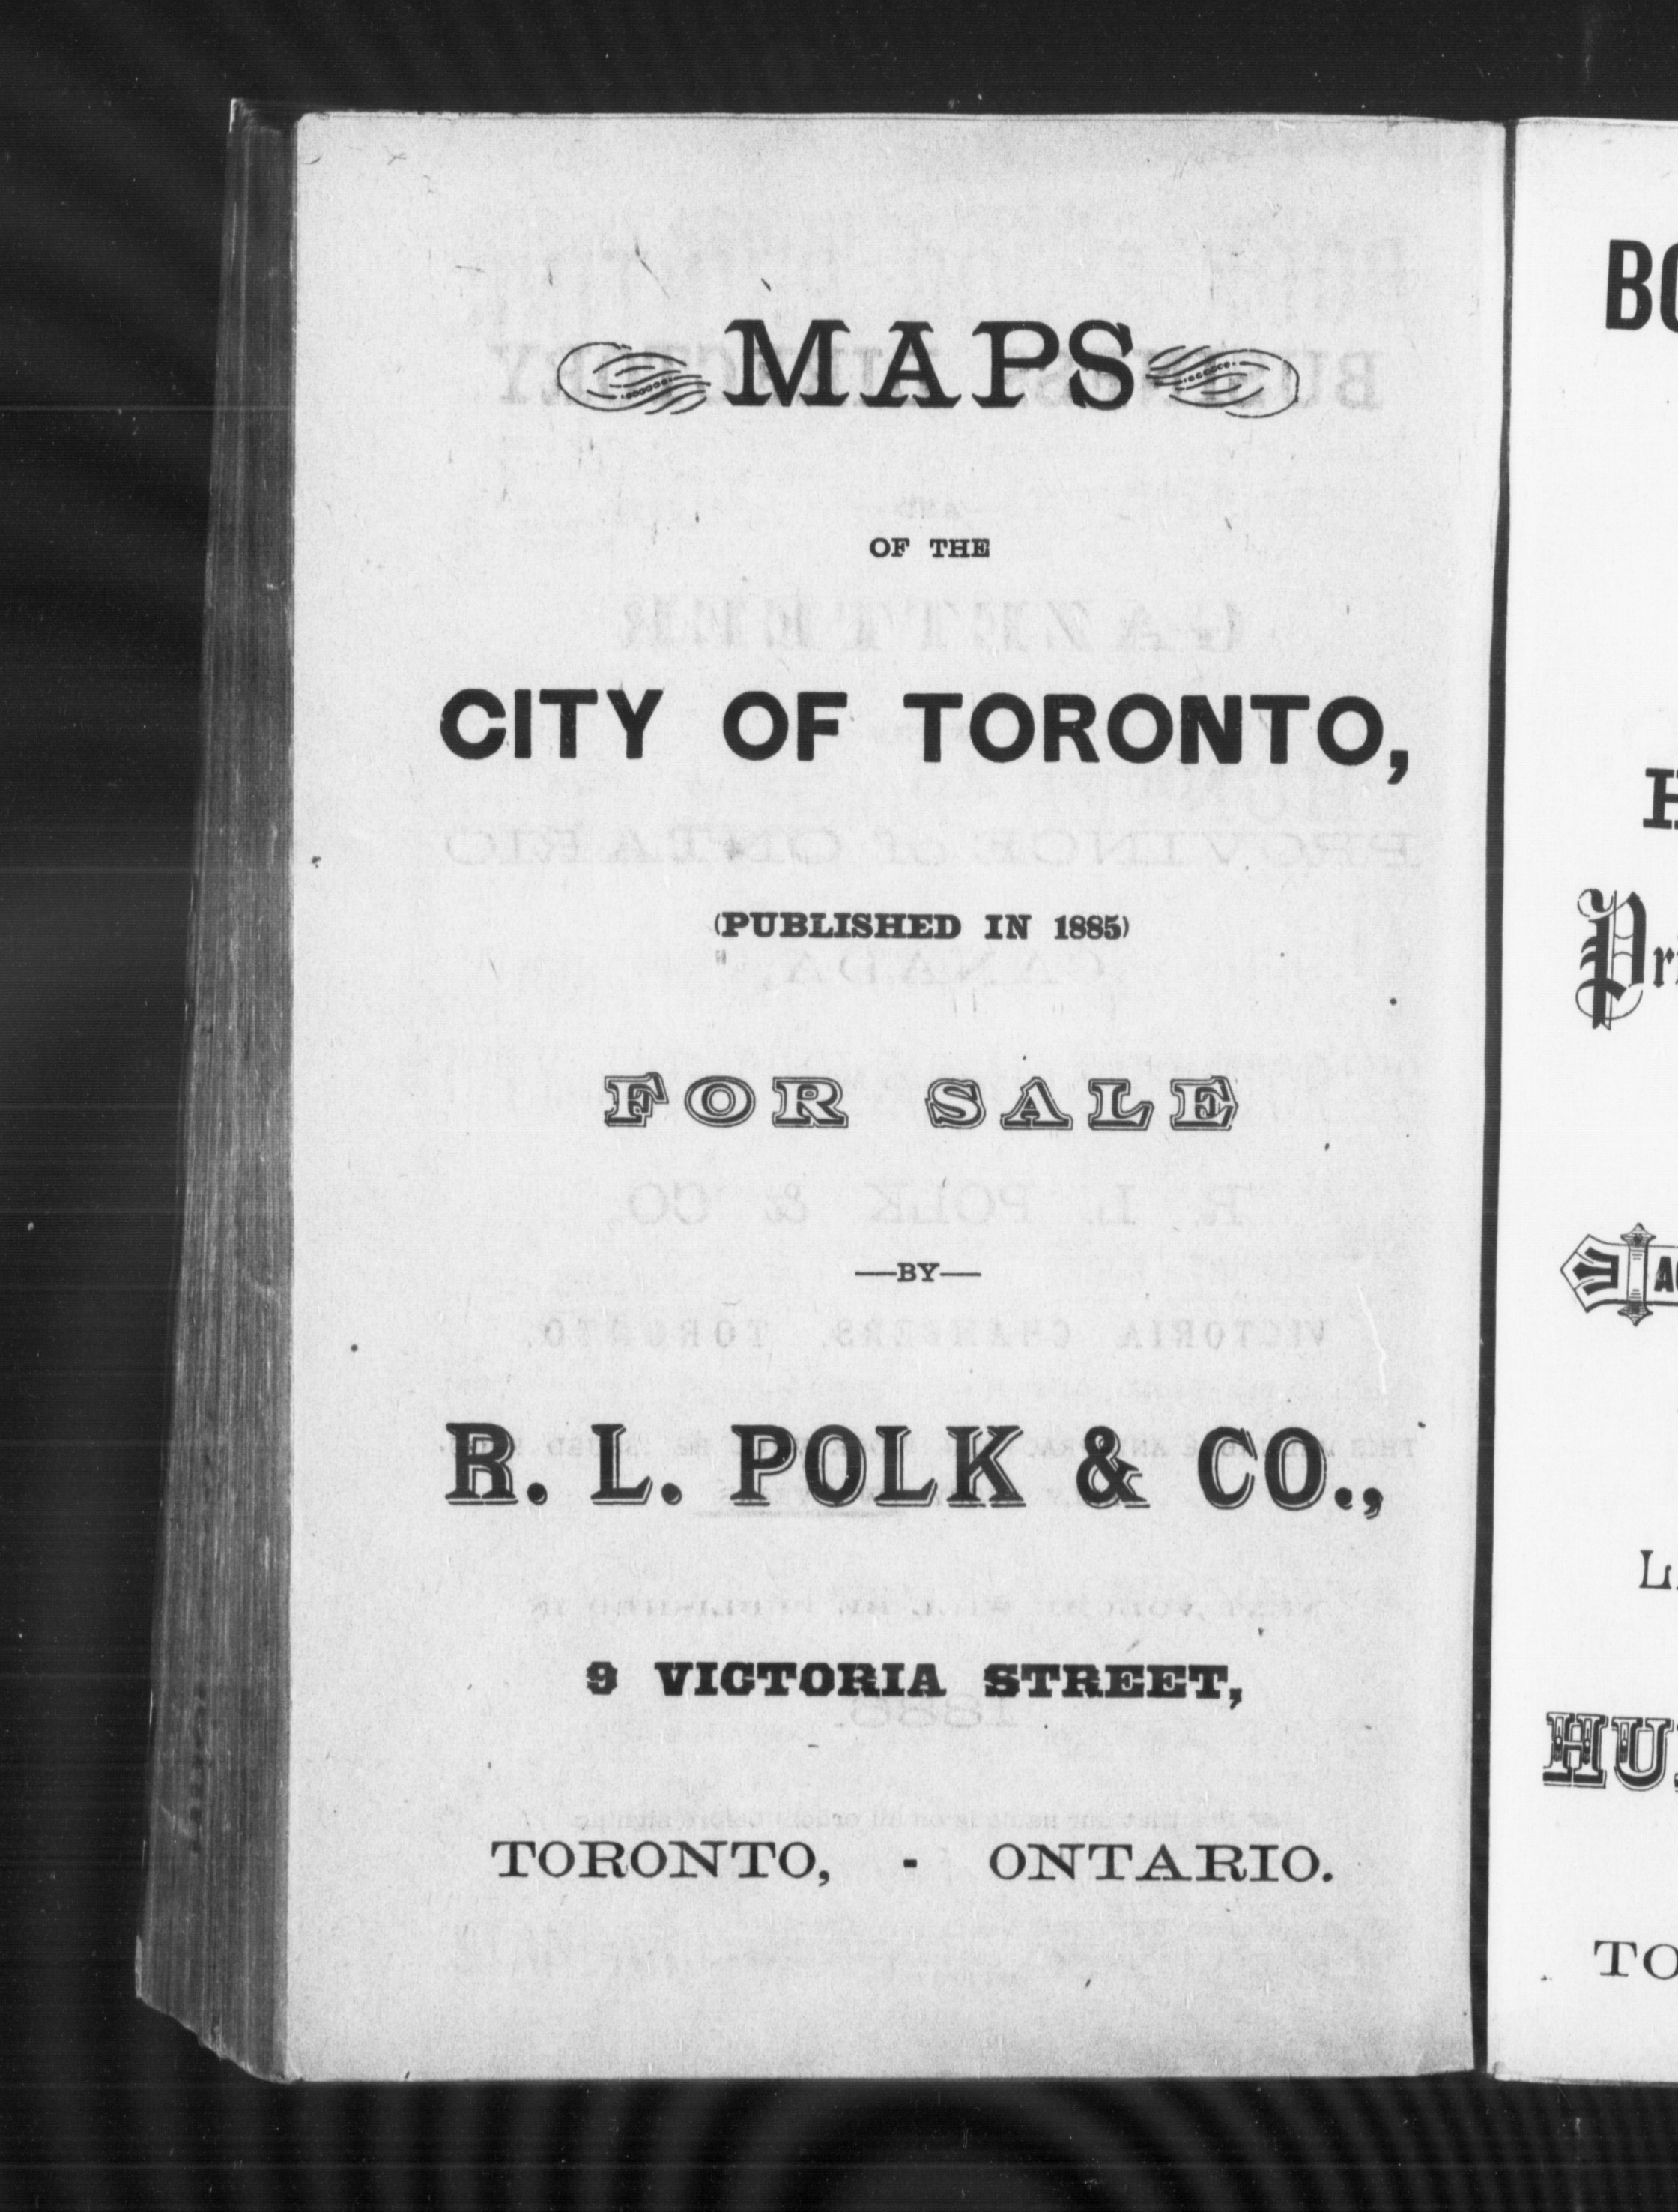 MAPS
OF THE
CITY OF TORONTO,
(PUBLISHED IN 1885)
FOR SALE
—BY—
R. L. POLK & CO.,
9 VICTORIA STREET,
TORONTO, - ONTARIO.